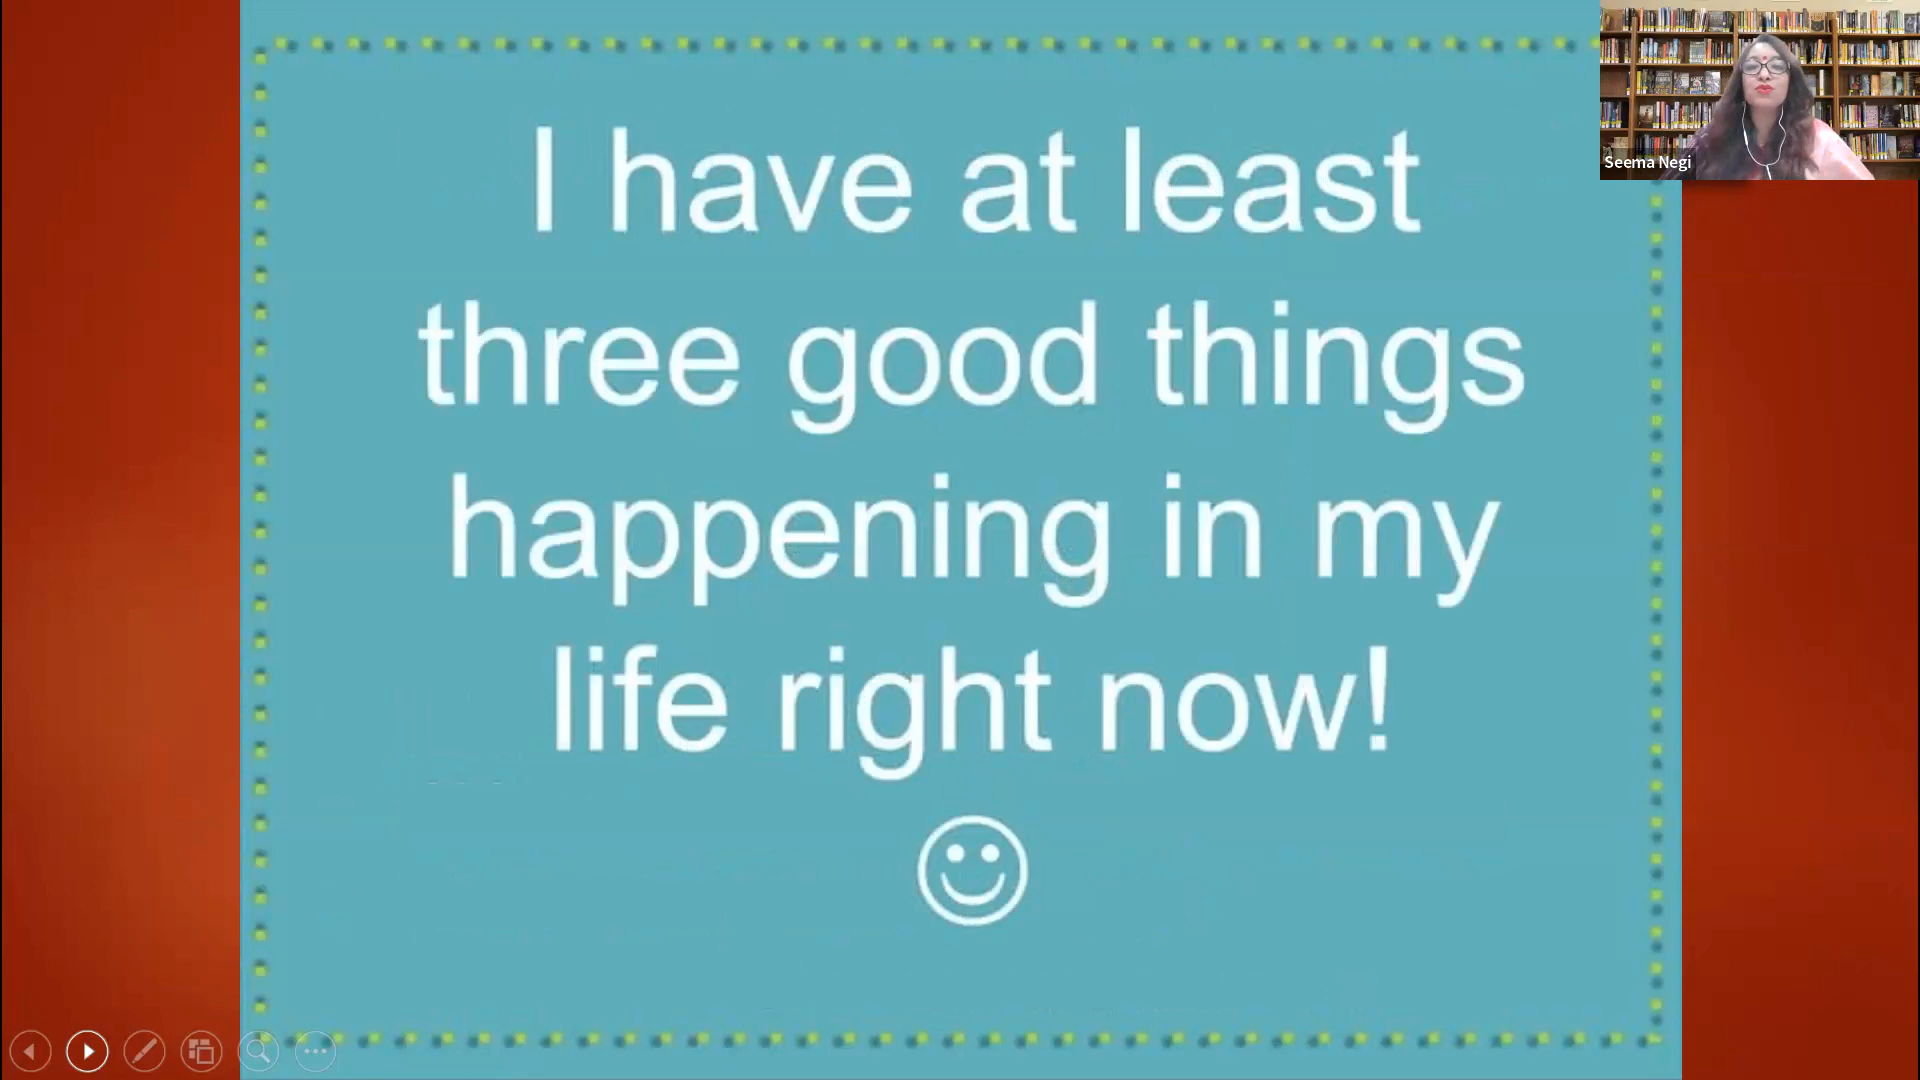 I have at least
three good things
happening in my
life right now!
Seema Negi